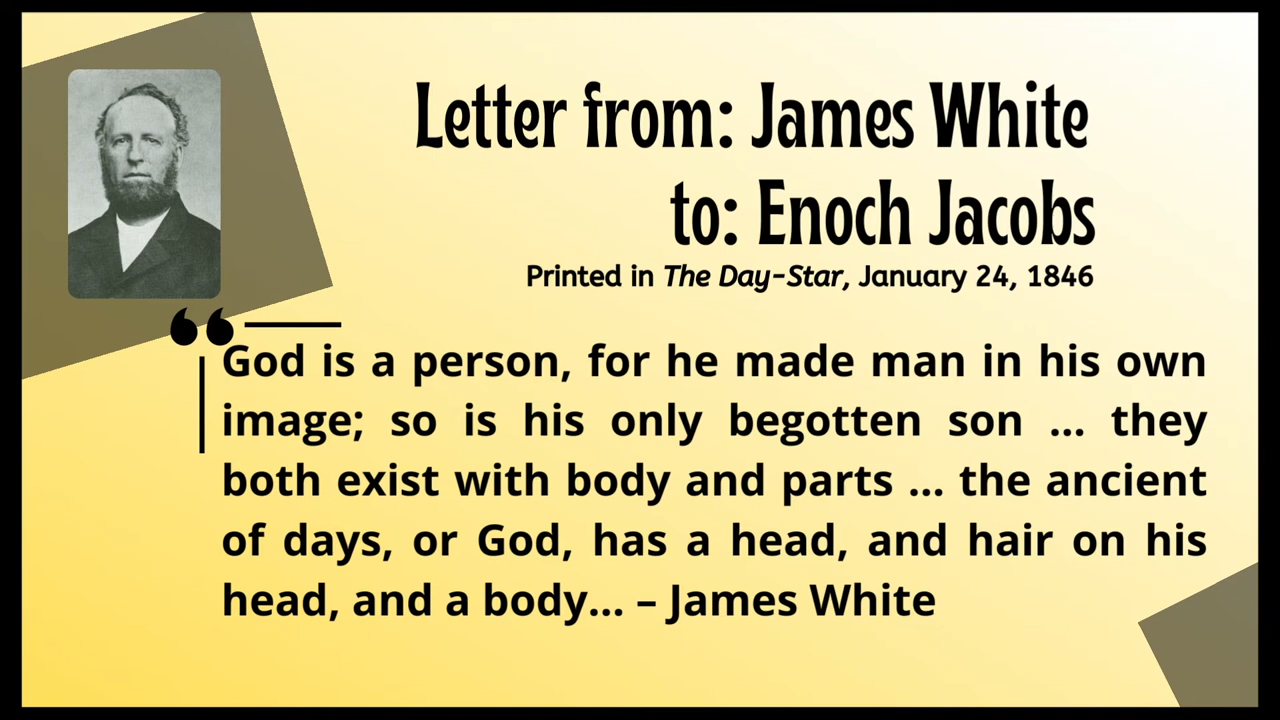 Letter from: James White
to: Enoch Jacobs
Printed in The Day-Star, January 24, 1846
“God is a person, for he made man in his own
image; so is his only begotten son ... they
both exist with body and parts ... the ancient
of days, or God, has a head, and hair on his
head, and a body... – James White